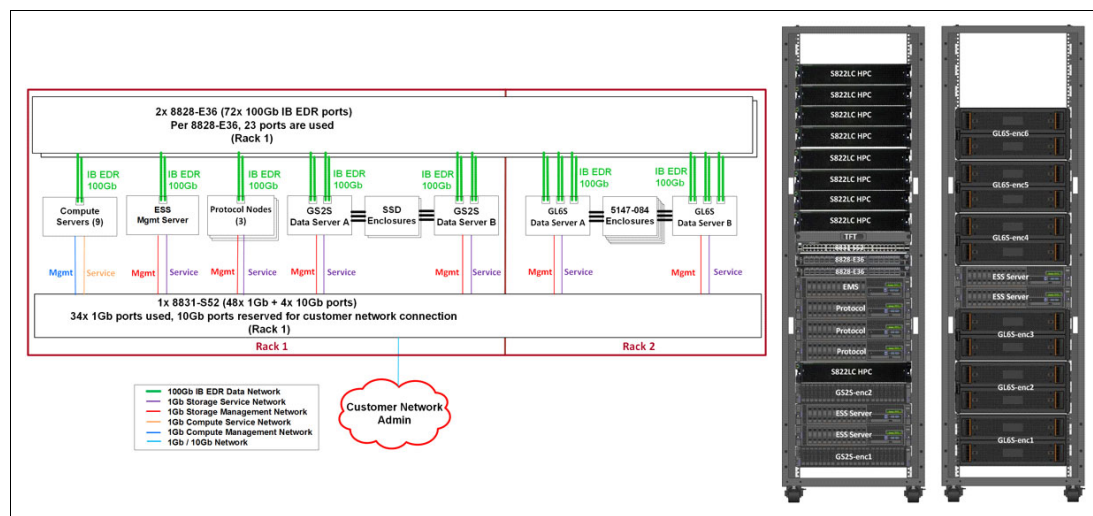 2x 8828-E36 (72x 100Gb IB EDR ports)
Per 8828-E36, 23 ports are used
(Rack 1)
IB EDR
100Gb
IB EDR
100Gb
IB EDR
100Gb
IB EDR
100Gb
IB EDR
100Gb
IB EDR
100Gb
IB EDR
100Gb
Compute
Servers (9)
ESS
Mgmt Server
Protocol Nodes
(3)
GS2S
Data Server A
SSD
Enclosures
GS2S
Data Server B
GL6S
Data Server A
5147-084
Enclosures
GL6S
Data Server B
Mgmt
Service
Mgmt
Service
Mgmt
Service
Mgmt
Service
Mgmt
Service
Mgmt
Service
Mgmt
Service
1x 8831-S52 (48x 1Gb + 4x 10Gb ports)
34x 1Gb ports used, 10Gb ports reserved for customer network connection
(Rack 1)
Rack 1
Rack 2
100Gb IB EDR Data Network
1Gb Storage Service Network
1Gb Storage Management Network
1Gb Compute Service Network
1Gb Compute Management Network
1Gb / 10Gb Network
Customer Network
Admin
S822LC HPC
S822LC HPC
S822LC HPC
S822LC HPC
S822LC HPC
S822LC HPC
S822LC HPC
S822LC HPC
TFT
8831-S52
8828-E36
8828-E36
EMS
Protocol
Protocol
Protocol
S822LC HPC
GS2S-enc2
ESS Server
ESS Server
GS2S-enc1
GL6S-enc6
GL6S-enc5
GL6S-enc4
ESS Server
ESS Server
GL6S-enc3
GL6S-enc2
GL6S-enc1